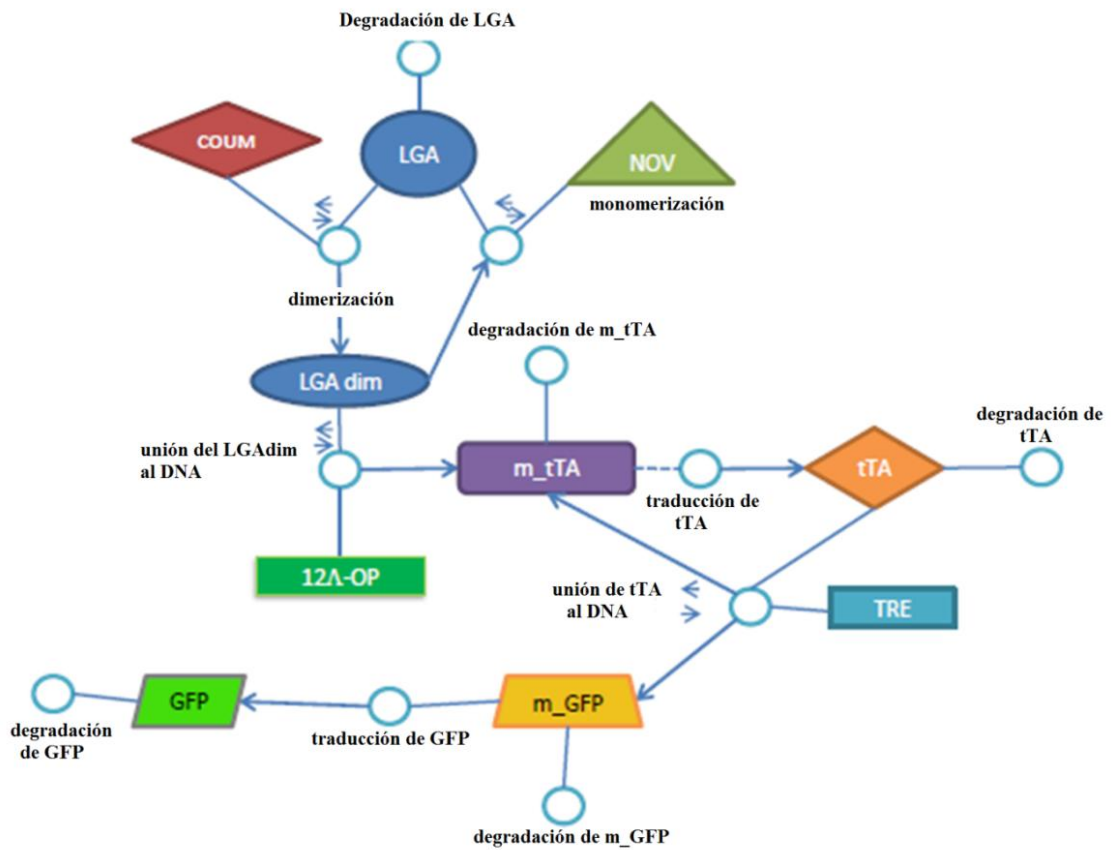 Degradación de LGA
COUM
LGA
NOV
monomerización
dimerización
degradación de m_tTA
LGA dim
degradación de
tTA
unión del LGAdim
al DNA
m_tTA
tTA
traducción de
tTA
12Λ-OP
unión de tTA
al DNA
TRE
GFP
m_GFP
degradación
de GFP
traducción de GFP
degradación de m_GFP